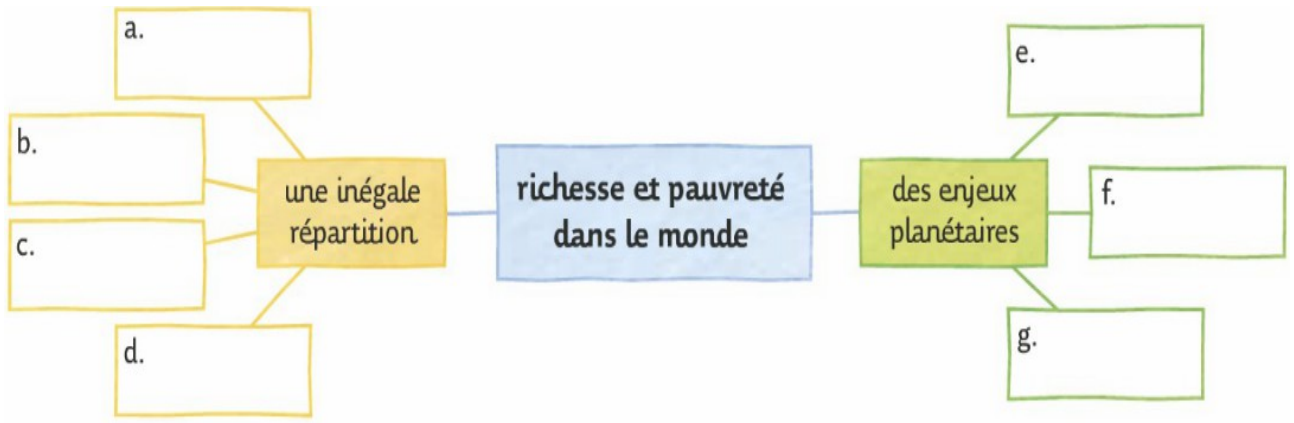 a.
b.
c.
d.
une inégale
répartition
richesse et pauvreté
dans le monde
des enjeux
planétaires
e.
f.
g.